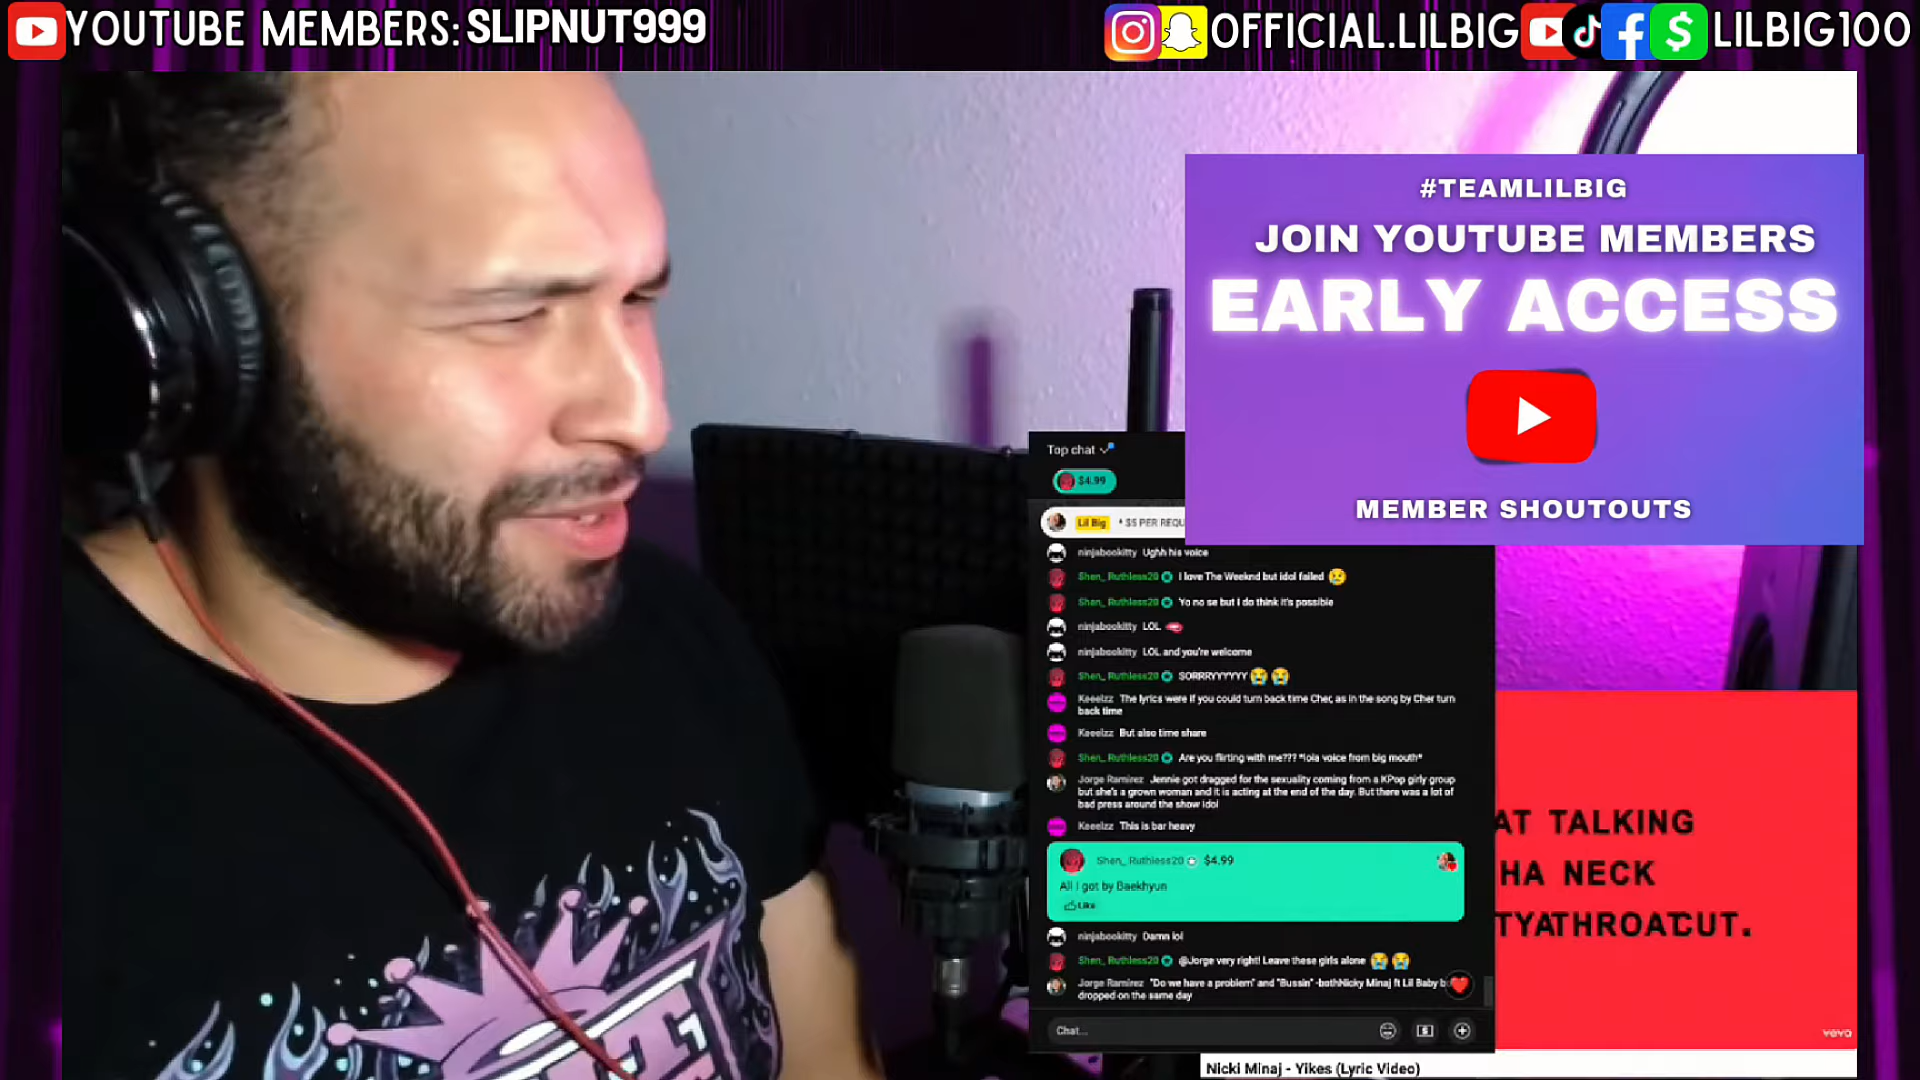 YOUTUBE MEMBERS: SLIPNUT999
OFFICIAL.LILBIG
LILBIG100
#TEAMLILBIG
JOIN YOUTUBE MEMBERS
EARLY ACCESS
MEMBER SHOUTOUTS
Top chat
$4.99
Lil Big * $5 PER REQU
ninjabookitty Ughh his voice
Shen_Ruthless20 I love The Weeknd but idol failed 😢
Shen_Ruthless20 Yo no se but I do think it's possible
ninjabookitty LOL 🫦
ninjabookitty LOL and you're welcome
Shen_Ruthless20 SORRRYYYYYY 😭😭
Keeelzz The lyrics were if you could turn back time Cher, as in the song by Cher turn
back time
Keeelzz But also time share
Shen_Ruthless20 Are you flirting with me??? *lola voice from big mouth*
Jorge Ramirez Jennie got dragged for the sexuality coming from a KPop girly group
but she's a grown woman and it is acting at the end of the day. But there was a lot of
bad press around the show idol
Keeelzz This is bar heavy
Shen_Ruthless20 $4.99
All I got by Baekhyun
Like
ninjabookitty Damn lol
Shen_Ruthless20 @Jorge very right! Leave these girls alone 😭😭
Jorge Ramirez "Do we have a problem" and "Bussin" -bothNicky Minaj ft Lil Baby b
dropped on the same day
Chat...
AT TALKING
HA NECK
TYATHROATCUT.
vevo
Nicki Minaj - Yikes (Lyric Video)